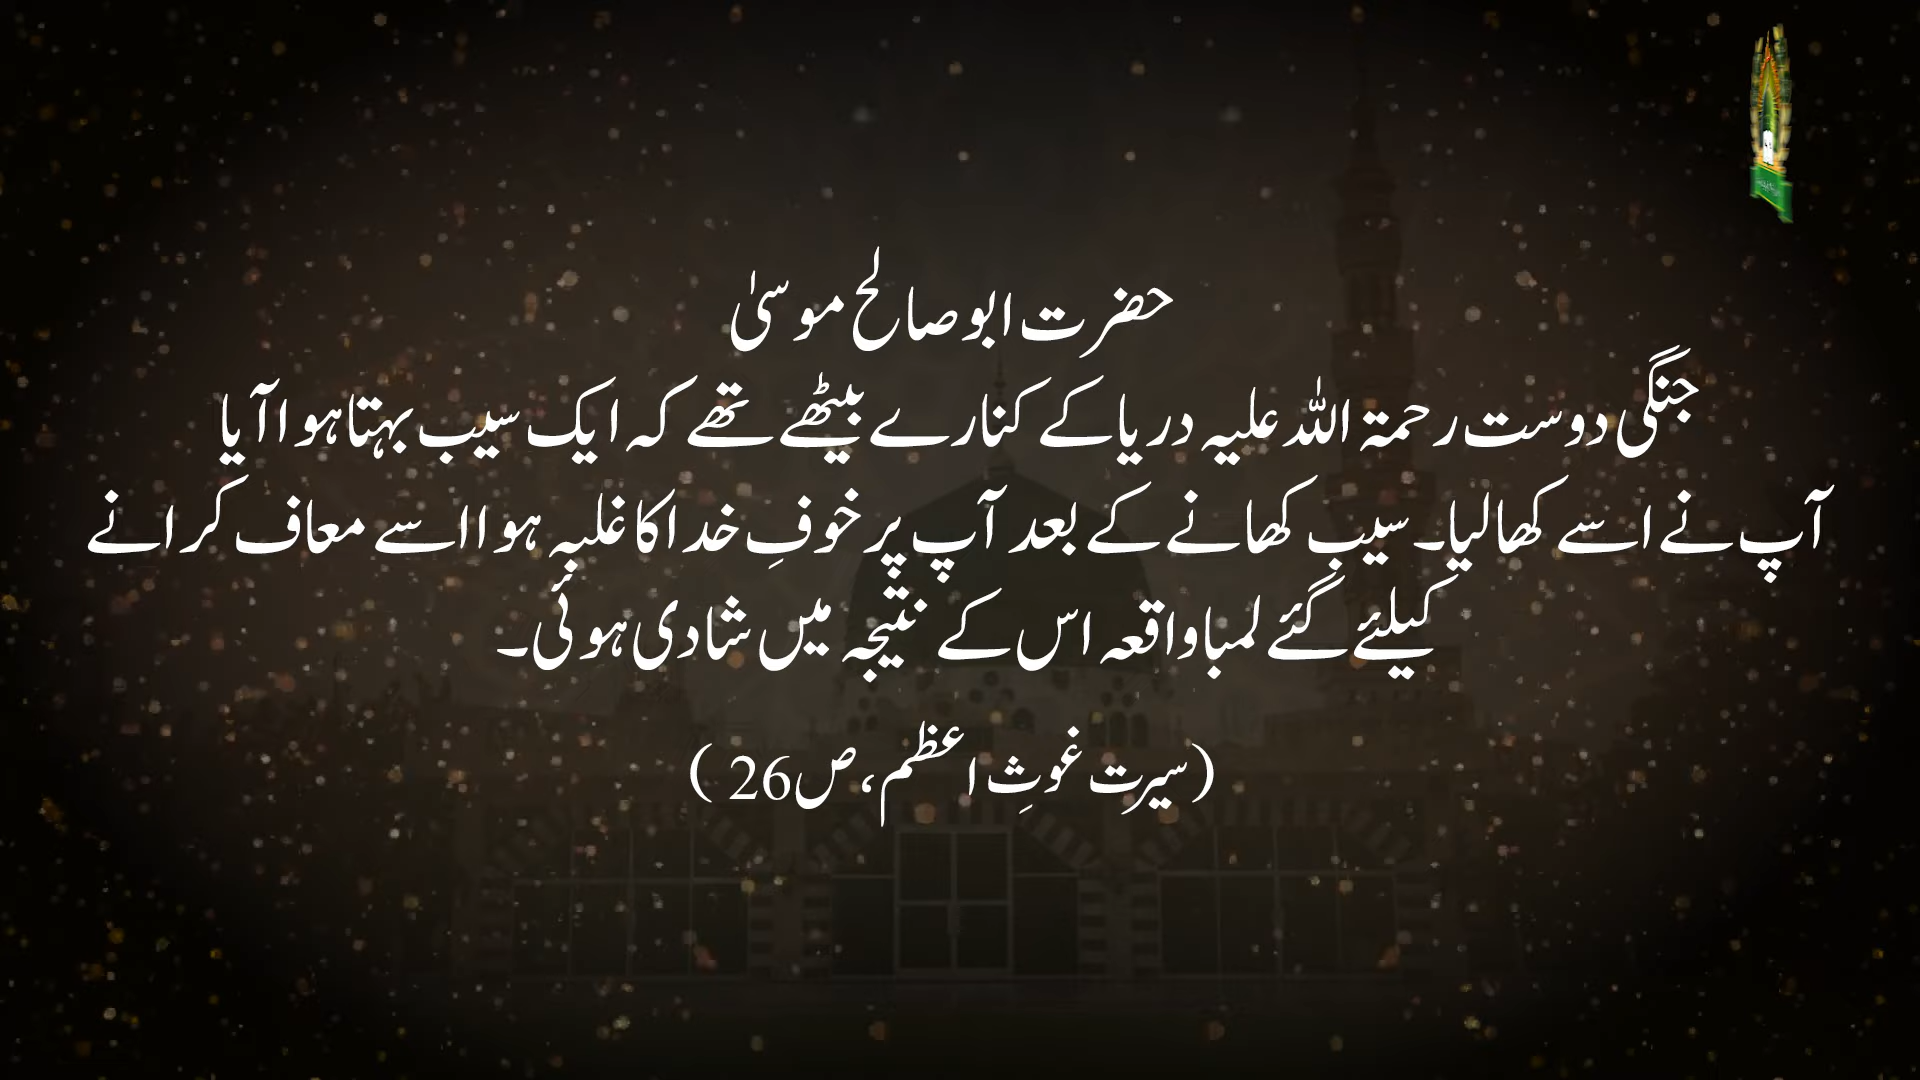 حضرت ابو صالح موسیٰ
جنگی دوست رحمۃ اللہ علیہ دریا کے کنارے بیٹھے تھے کہ ایک سیب بہتا ہوا آیا
آپ نے اسے کھا لیا۔ سیب کھانے کے بعد آپ پر خوفِ خدا کا غلبہ ہوا اسے معاف کرانے
کیلئے گئے لمبا واقعہ اس کے نتیجہ میں شادی ہوئی۔
(سیرت غوثِ اعظم، ص26)